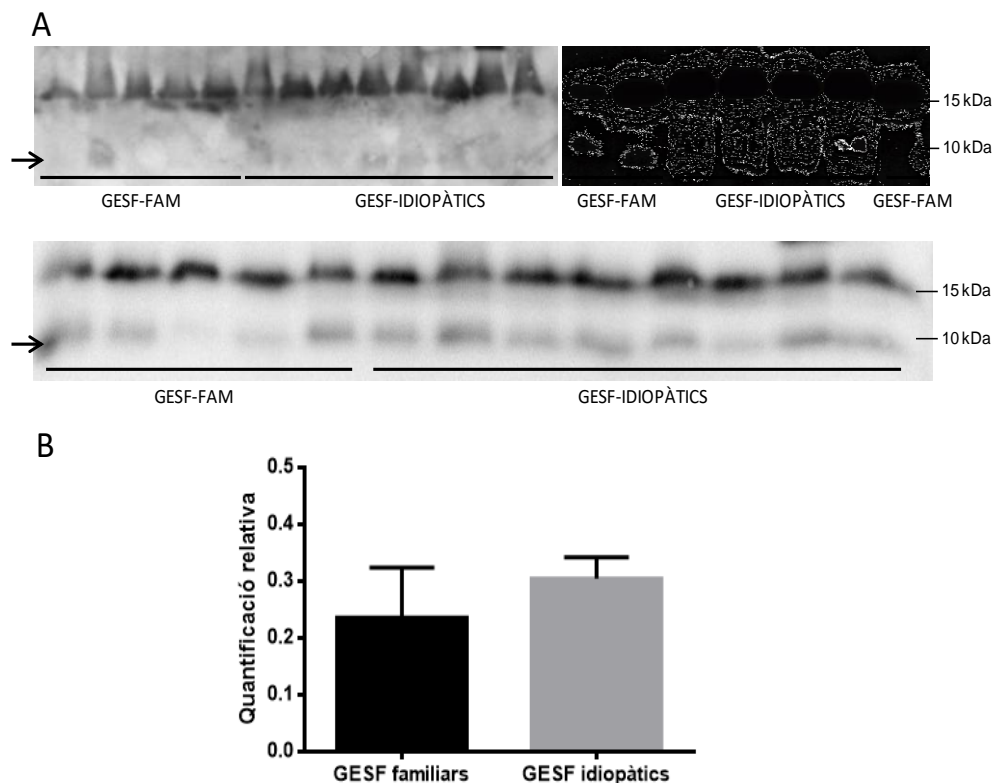 A
15 kDa
10 kDa
GESF-FAM
GESF-IDIOPÀTICS
GESF-FAM
GESF-IDIOPÀTICS
GESF-FAM
15 kDa
10 kDa
GESF-FAM
GESF-IDIOPÀTICS
B
Quantificació relativa
0.5
0.4
0.3
0.2
0.1
0.0
GESF familiars
GESF idiopàtics